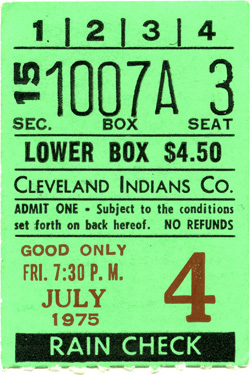 1 | 2 | 3 | 4
15 1007A 3
SEC. BOX SEAT
LOWER BOX $4.50
CLEVELAND INDIANS CO.
ADMIT ONE - Subject to the conditions
set forth on back hereof. NO REFUNDS
GOOD ONLY
FRI. 7:30 P. M.
JULY 4
1975
RAIN CHECK